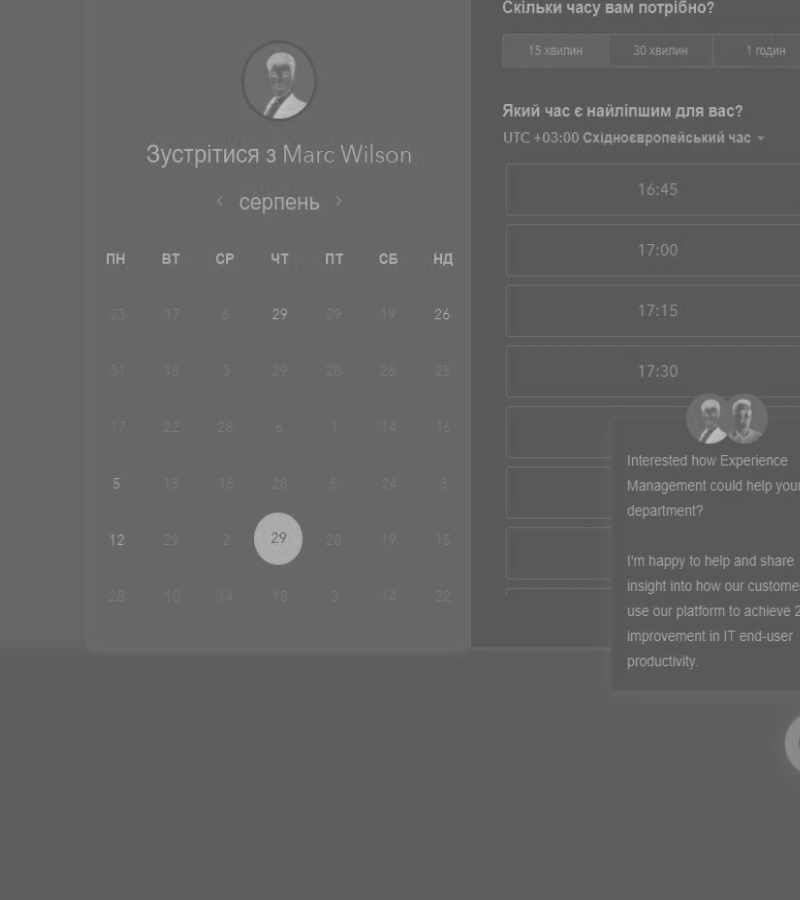 Зустрітися з Marc Wilson
серпень
ПН ВТ СР ЧТ ПТ СБ НД
23 17 6 29 29 19 26
31 15 3 29 28 26 25
17 22 28 6 1 14 16
5 13 16 28 5 24 3
12 29 2 29 28 19 15
28 10 14 18 3 14 22
Скільки часу вам потрібно?
15 хвилин 30 хвилин 1 годин
Який час є найліпшим для вас?
UTC +03:00 Східноєвропейський час
16:45
17:00
17:15
17:30
Interested how Experience
Management could help your
department?
I'm happy to help and share
insight into how our custome
use our platform to achieve 2
improvement in IT end-user
productivity.